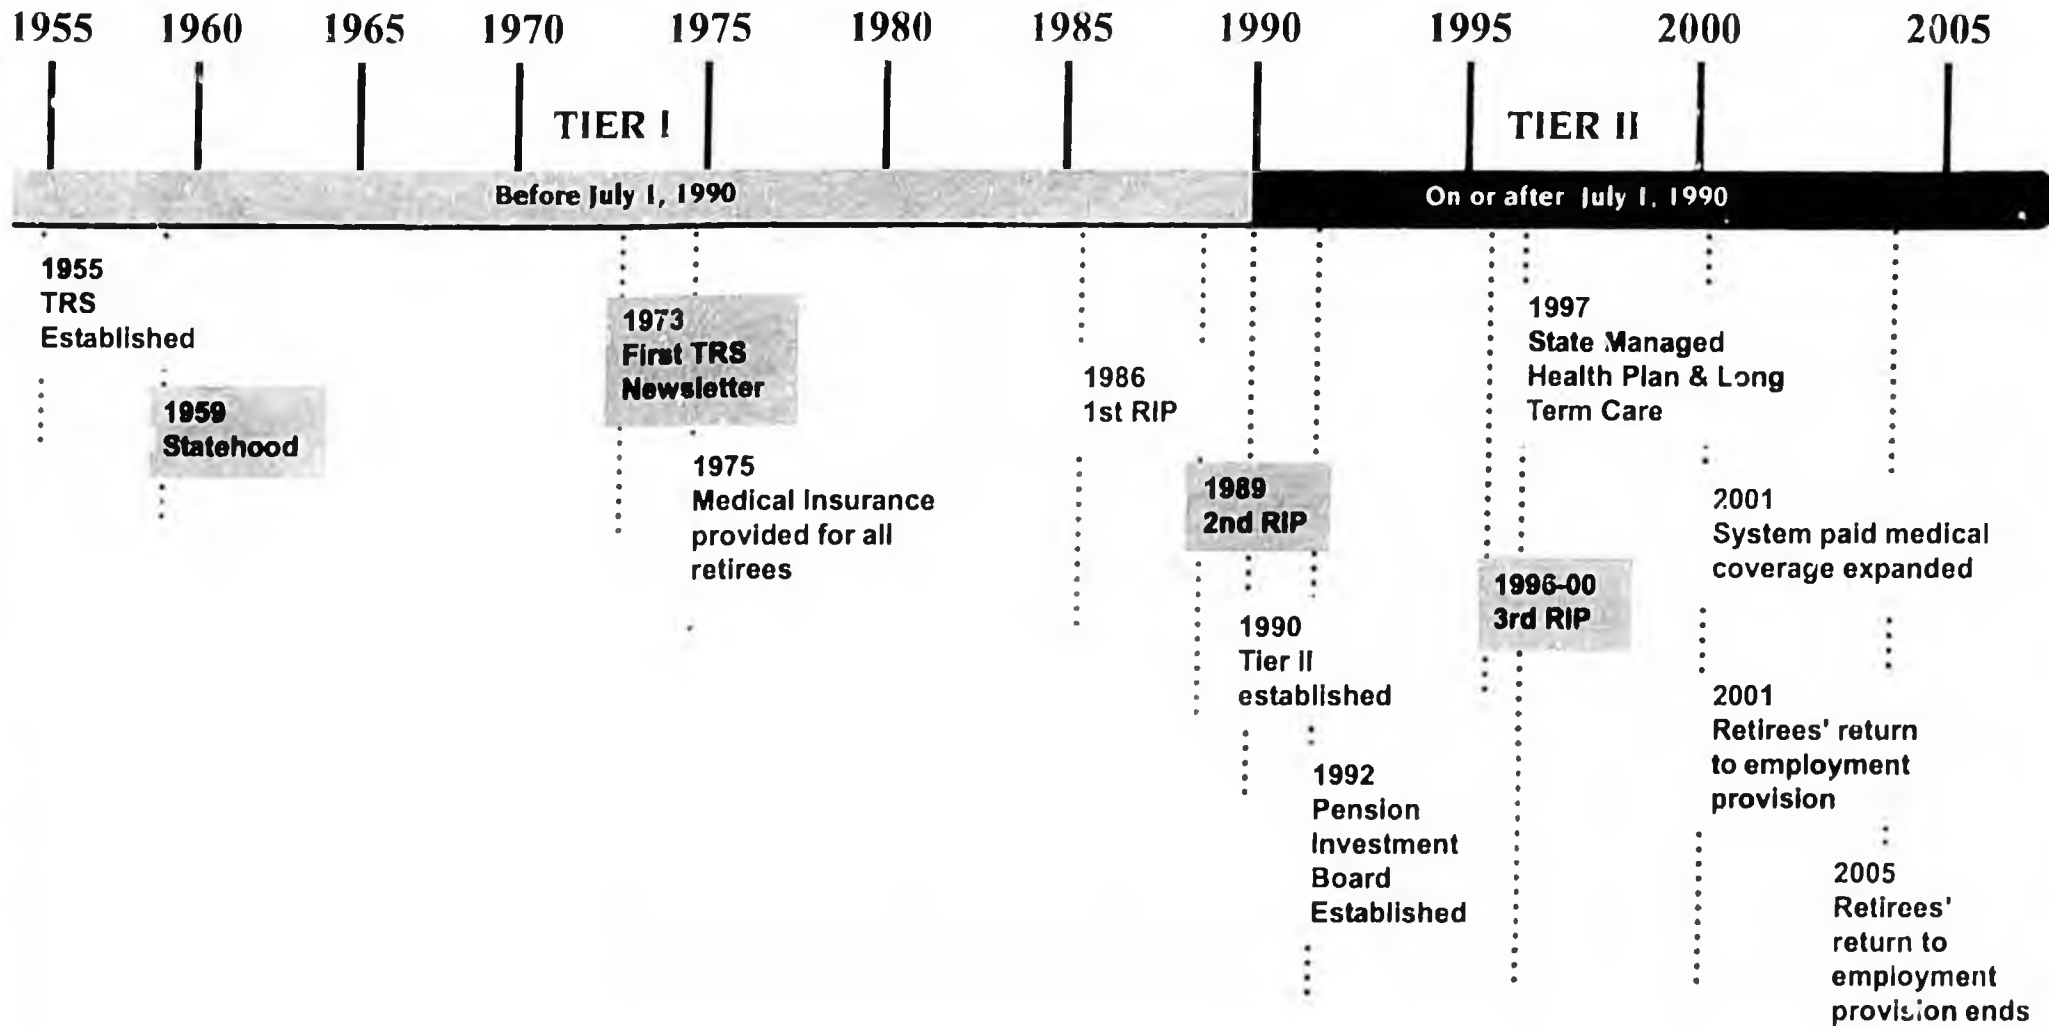 1955 1960 1965 1970 1975 1980 1985 1990 1995 2000 2005
TIER I
TIER II
Before July 1, 1990
On or after July 1, 1990
1955
TRS
Established
1959
Statehood
1973
First TRS
Newsletter
1975
Medical Insurance
provided for all
retirees
1986
1st RIP
1989
2nd RIP
1990
Tier II
established
1992
Pension
Investment
Board
Established
1996-00
3rd RIP
1997
State Managed
Health Plan & Long
Term Care
2001
System paid medical
coverage expanded
2001
Retirees' return
to employment
provision
2005
Retirees'
return to
employment
provision ends